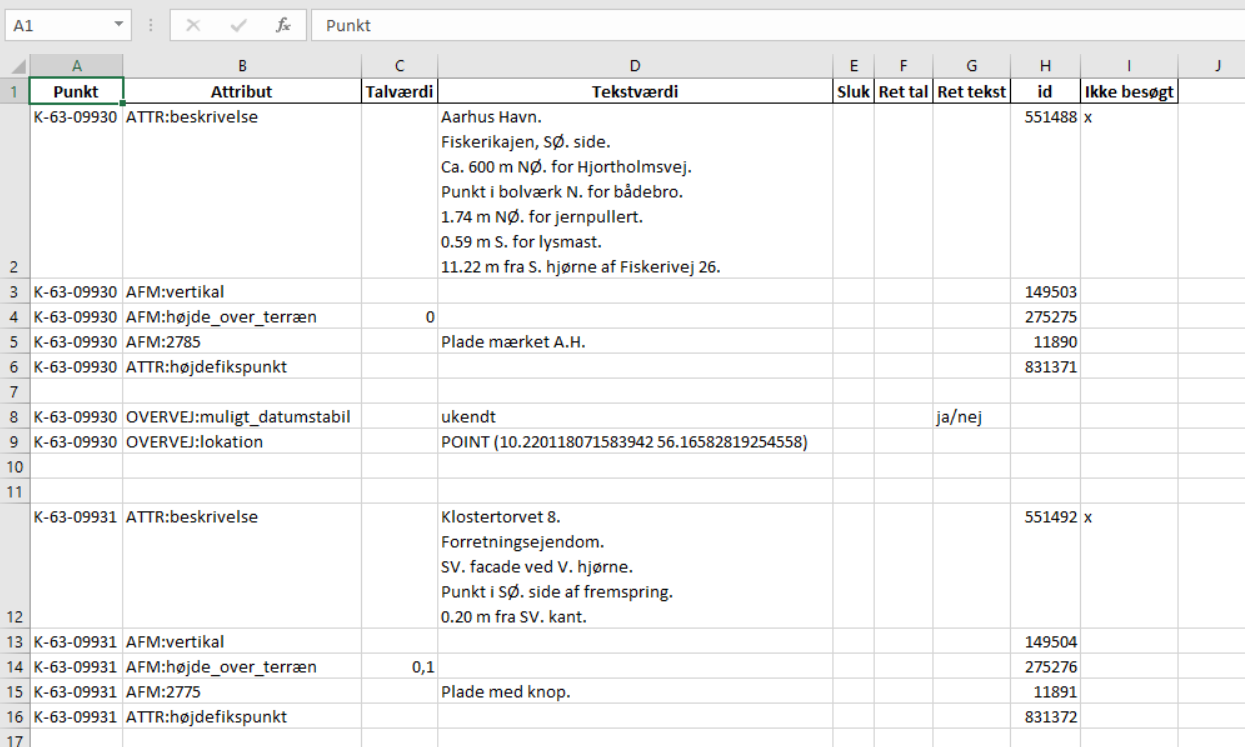 A1 fx Punkt
A B C D E F G H I J
1 Punkt Attribut Talværdi Tekstværdi Sluk Ret tal Ret tekst id Ikke besøgt
K-63-09930 ATTR:beskrivelse Aarhus Havn. 551488 x
Fiskerikajen, SØ. side.
Ca. 600 m NØ. for Hjortholmsvej.
Punkt i bolværk N. for bådebro.
1.74 m NØ. for jernpullert.
0.59 m S. for lysmast.
2 11.22 m fra S. hjørne af Fiskerivej 26.
3 K-63-09930 AFM:vertikal 149503
4 K-63-09930 AFM:højde_over_terræn 0 275275
5 K-63-09930 AFM:2785 Plade mærket A.H. 11890
6 K-63-09930 ATTR:højdefikspunkt 831371
7
8 K-63-09930 OVERVEJ:muligt_datumstabil ukendt ja/nej
9 K-63-09930 OVERVEJ:lokation POINT (10.220118071583942 56.16582819254558)
10
11
K-63-09931 ATTR:beskrivelse Klostertorvet 8. 551492 x
Forretningsejendom.
SV. facade ved V. hjørne.
Punkt i SØ. side af fremspring.
12 0.20 m fra SV. kant.
13 K-63-09931 AFM:vertikal 149504
14 K-63-09931 AFM:højde_over_terræn 0,1 275276
15 K-63-09931 AFM:2775 Plade med knop. 11891
16 K-63-09931 ATTR:højdefikspunkt 831372
17